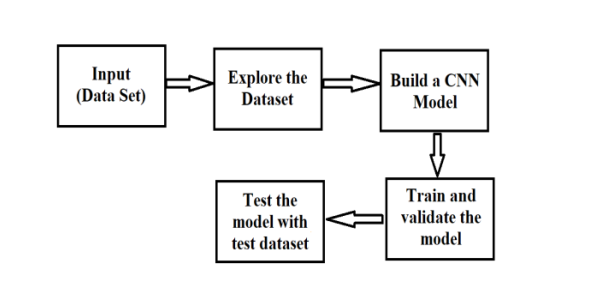 Input
(Data Set)
Explore the
Dataset
Build a CNN
Model
Train and
validate the
model
Test the
model with
test dataset